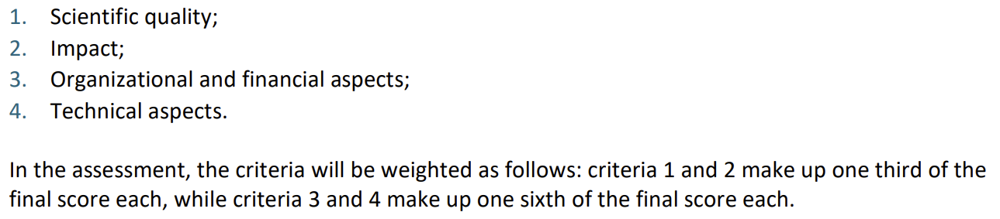 1. Scientific quality;
2. Impact;
3. Organizational and financial aspects;
4. Technical aspects.
In the assessment, the criteria will be weighted as follows: criteria 1 and 2 make up one third of the
final score each, while criteria 3 and 4 make up one sixth of the final score each.